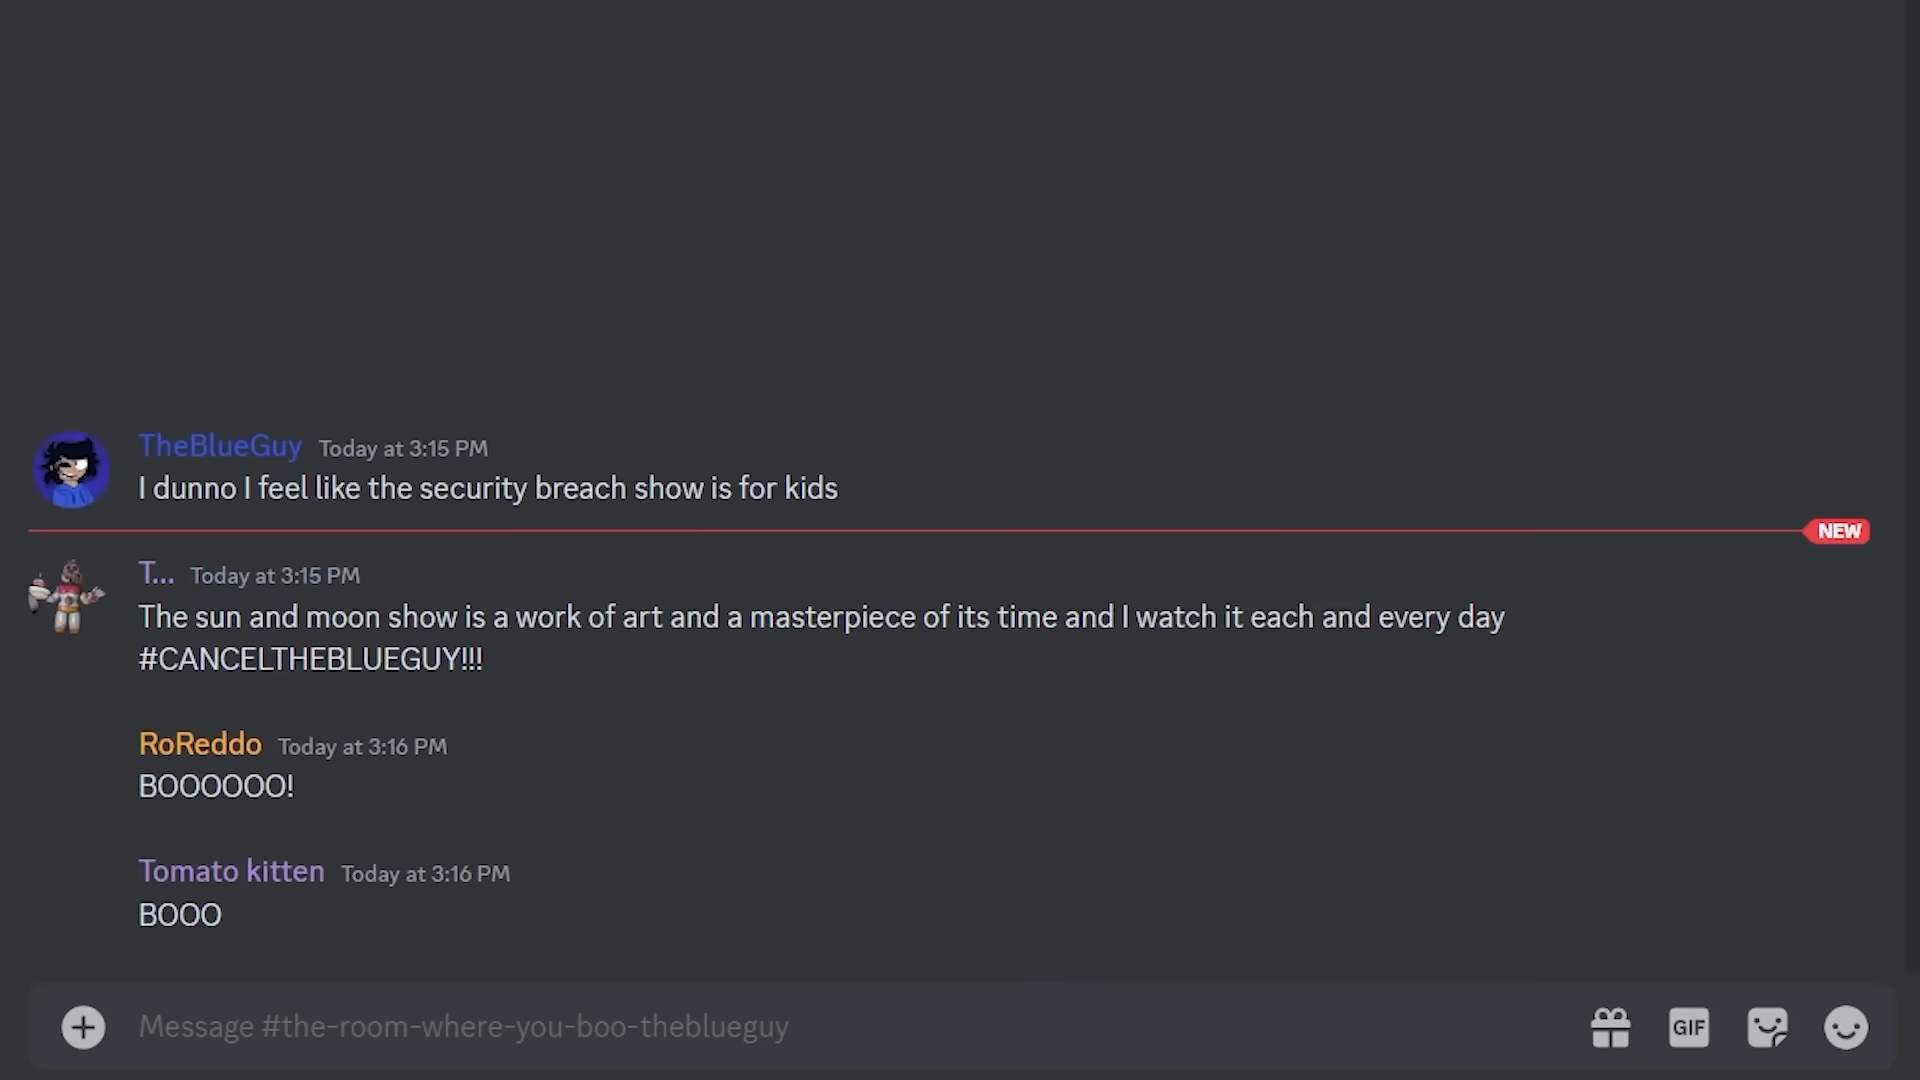 TheBlueGuy Today at 3:15 PM
I dunno I feel like the security breach show is for kids
NEW
T... Today at 3:15 PM
The sun and moon show is a work of art and a masterpiece of its time and I watch it each and every day
#CANCELTHEBLUEGUY!!!
RoReddo Today at 3:16 PM
BOOOOOO!
Tomato kitten Today at 3:16 PM
BOOO
Message #the-room-where-you-boo-theblueguy
GIF